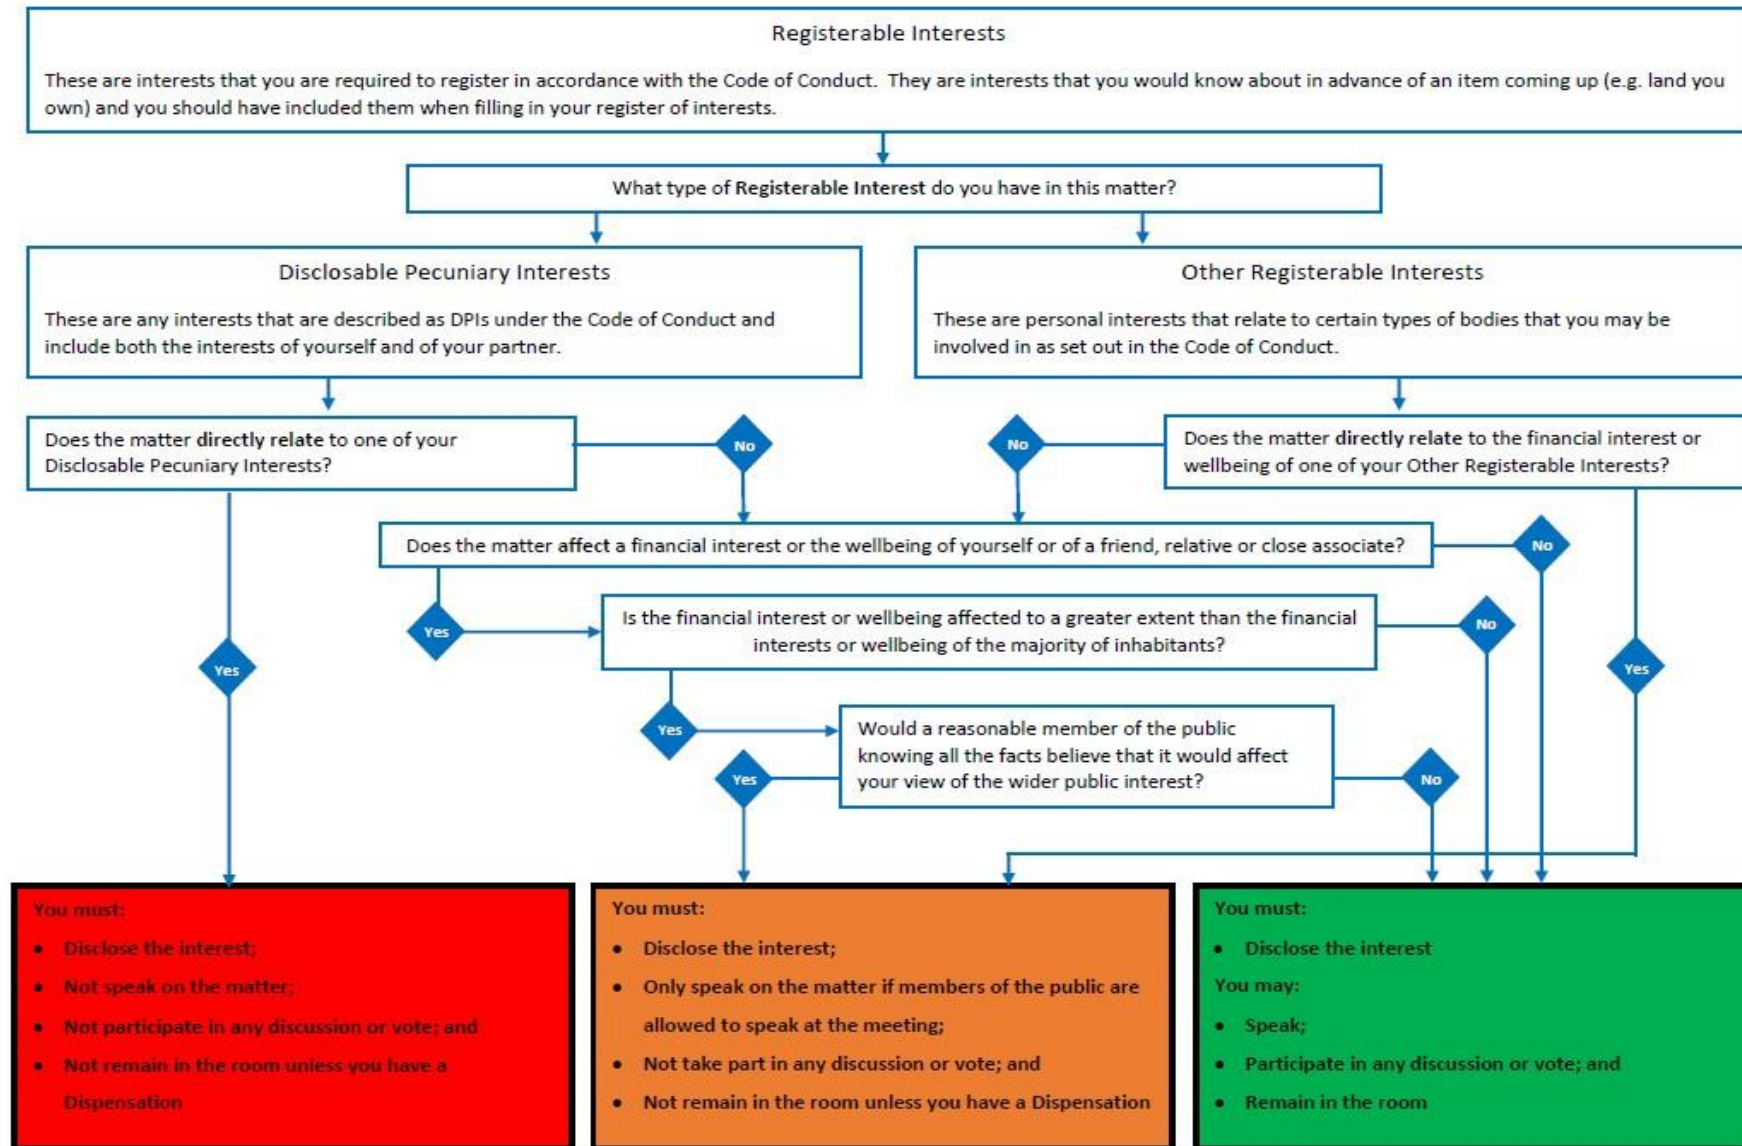 Registerable Interests
These are interests that you are required to register in accordance with the Code of Conduct. They are interests that you would know about in advance of an item coming up (e.g. land you
own) and you should have included them when filling in your register of interests.
What type of Registerable Interest do you have in this matter?
Disclosable Pecuniary Interests
These are any interests that are described as DPIs under the Code of Conduct and
include both the interests of yourself and of your partner.
Other Registerable Interests
These are personal interests that relate to certain types of bodies that you may be
involved in as set out in the Code of Conduct.
Does the matter directly relate to one of your
Disclosable Pecuniary Interests?
No
No
Does the matter directly relate to the financial interest or
wellbeing of one of your Other Registerable Interests?
Does the matter affect a financial interest or the wellbeing of yourself or of a friend, relative or close associate?
No
Yes
Is the financial interest or wellbeing affected to a greater extent than the financial
interests or wellbeing of the majority of inhabitants?
No
Yes
Yes
Yes
Would a reasonable member of the public
knowing all the facts believe that it would affect
your view of the wider public interest?
Yes
No
You must:
• Disclose the interest;
• Not speak on the matter;
• Not participate in any discussion or vote; and
• Not remain in the room unless you have a
Dispensation
You must:
• Disclose the interest;
• Only speak on the matter if members of the public are
allowed to speak at the meeting;
• Not take part in any discussion or vote; and
• Not remain in the room unless you have a Dispensation
You must:
• Disclose the interest
You may:
• Speak;
• Participate in any discussion or vote; and
• Remain in the room